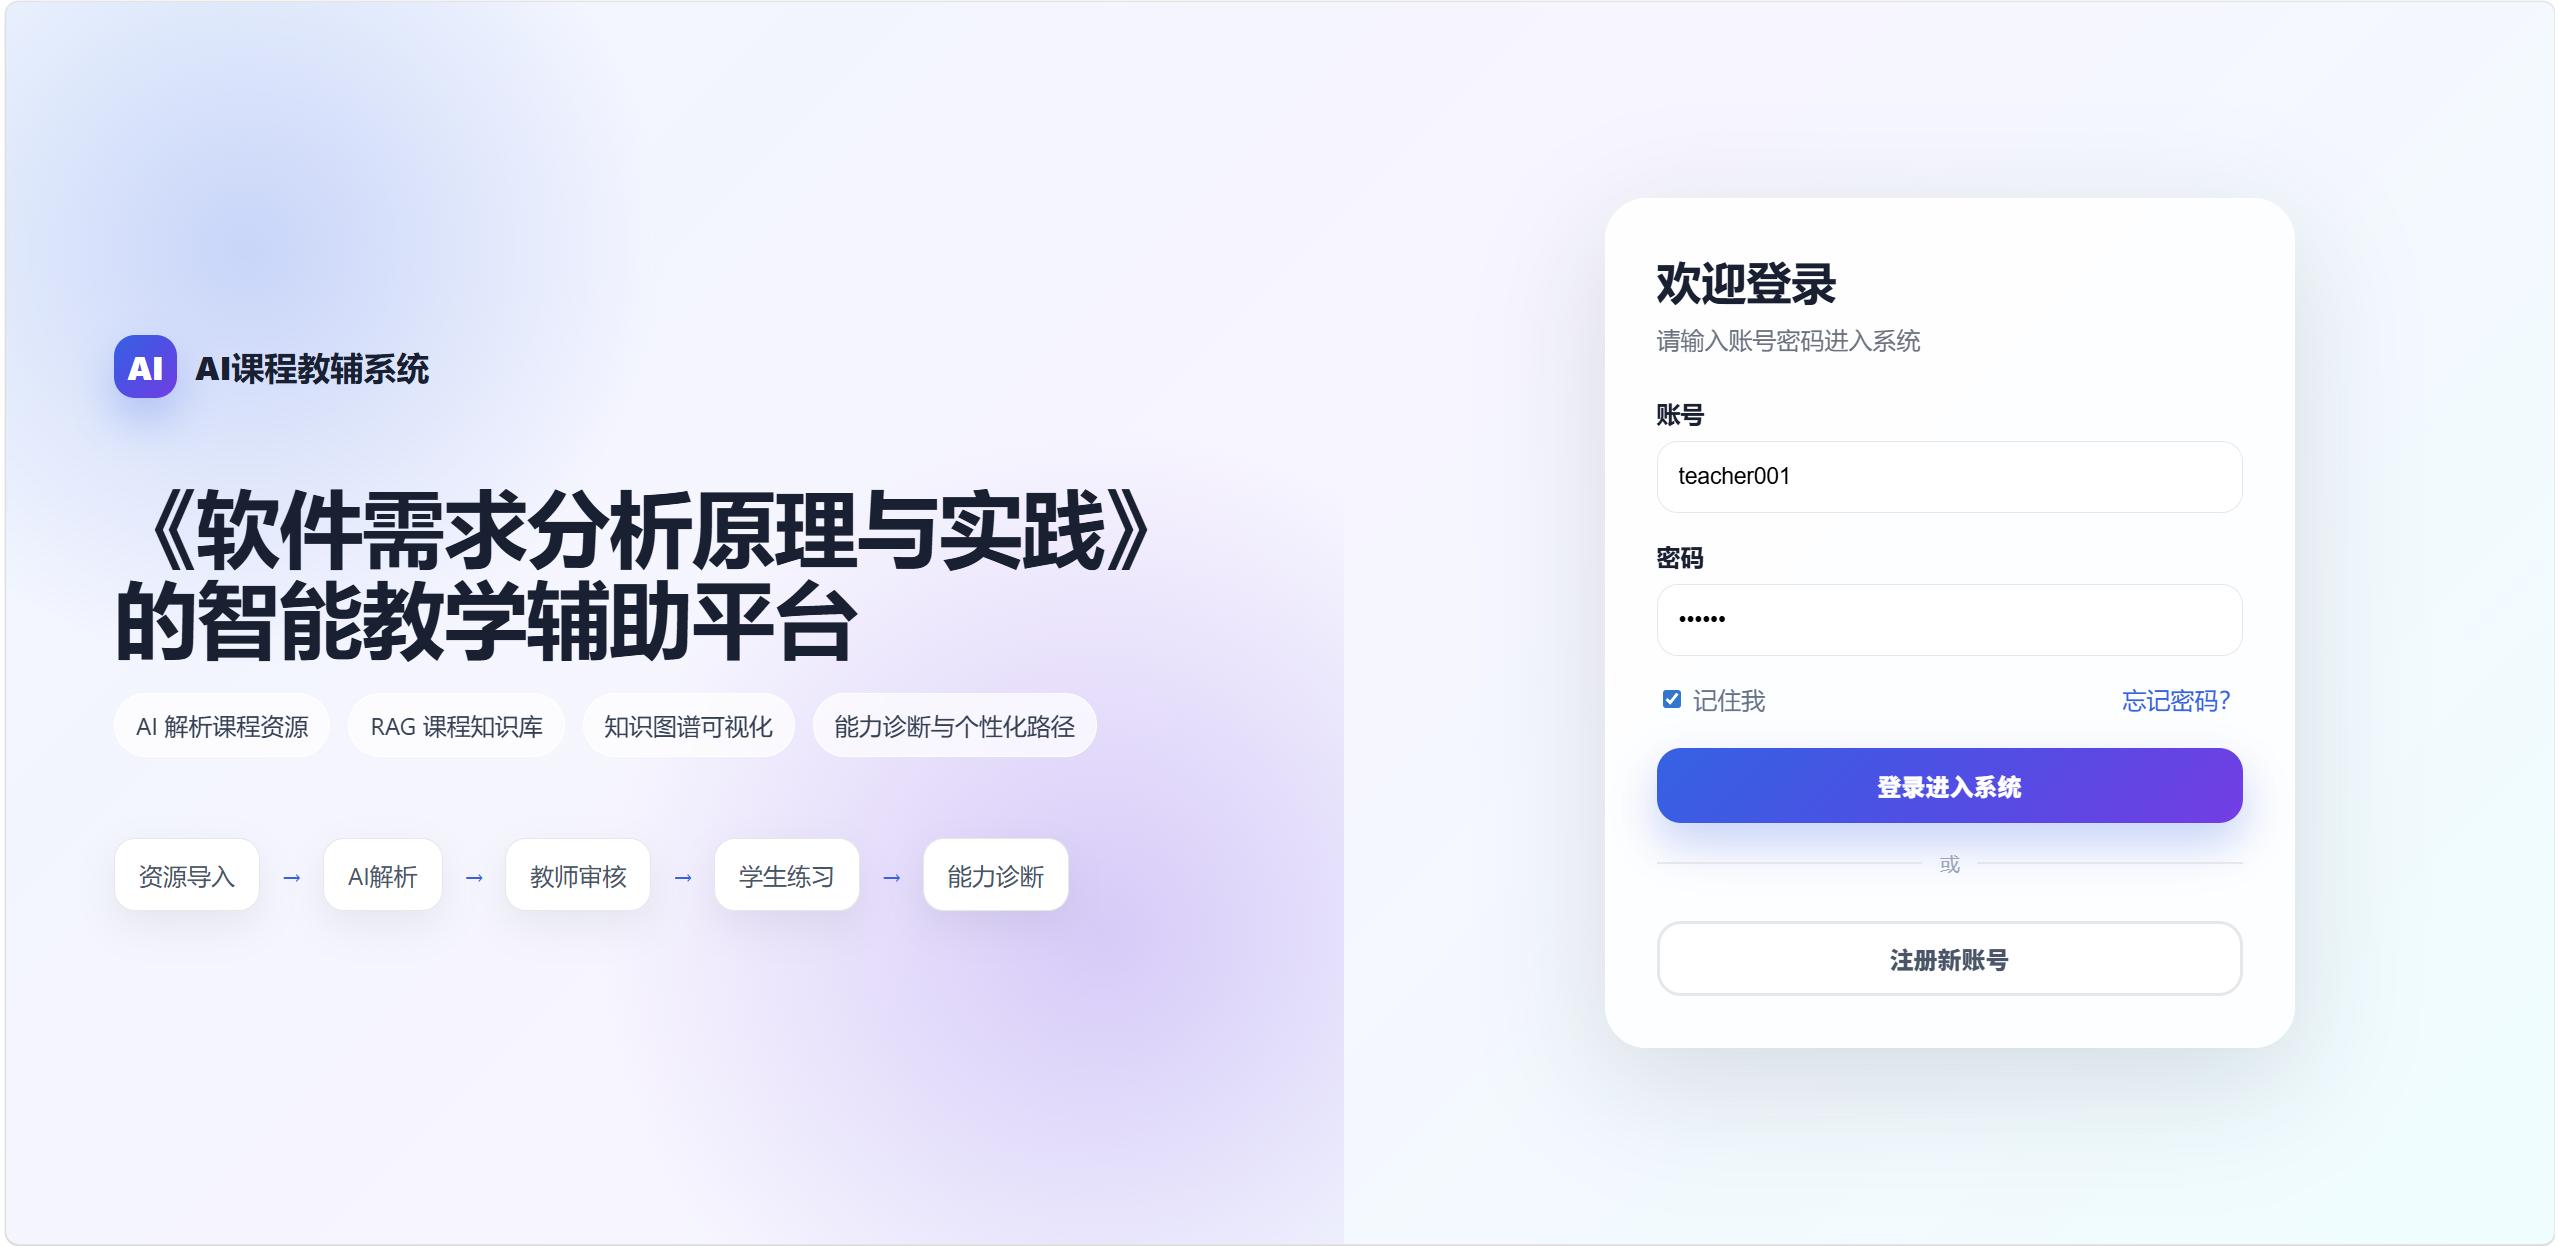 AI AI课程教辅系统
《软件需求分析原理与实践》
的智能教学辅助平台
AI 解析课程资源 RAG 课程知识库 知识图谱可视化 能力诊断与个性化路径
资源导入 → AI解析 → 教师审核 → 学生练习 → 能力诊断
欢迎登录
请输入账号密码进入系统
账号
teacher001
密码
••••••
记住我 忘记密码?
登录进入系统
或
注册新账号